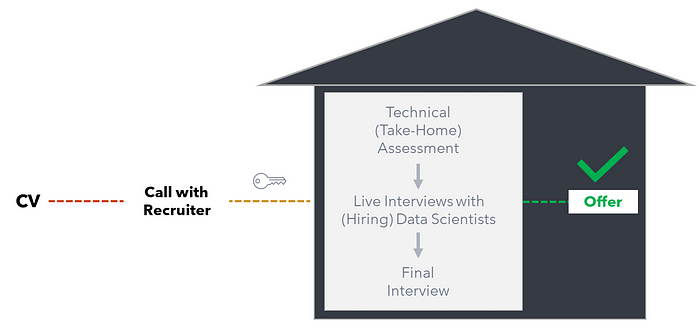 CV
Call with
Recruiter
Technical
(Take-Home)
Assessment
Live Interviews with
(Hiring) Data Scientists
Final
Interview
Offer